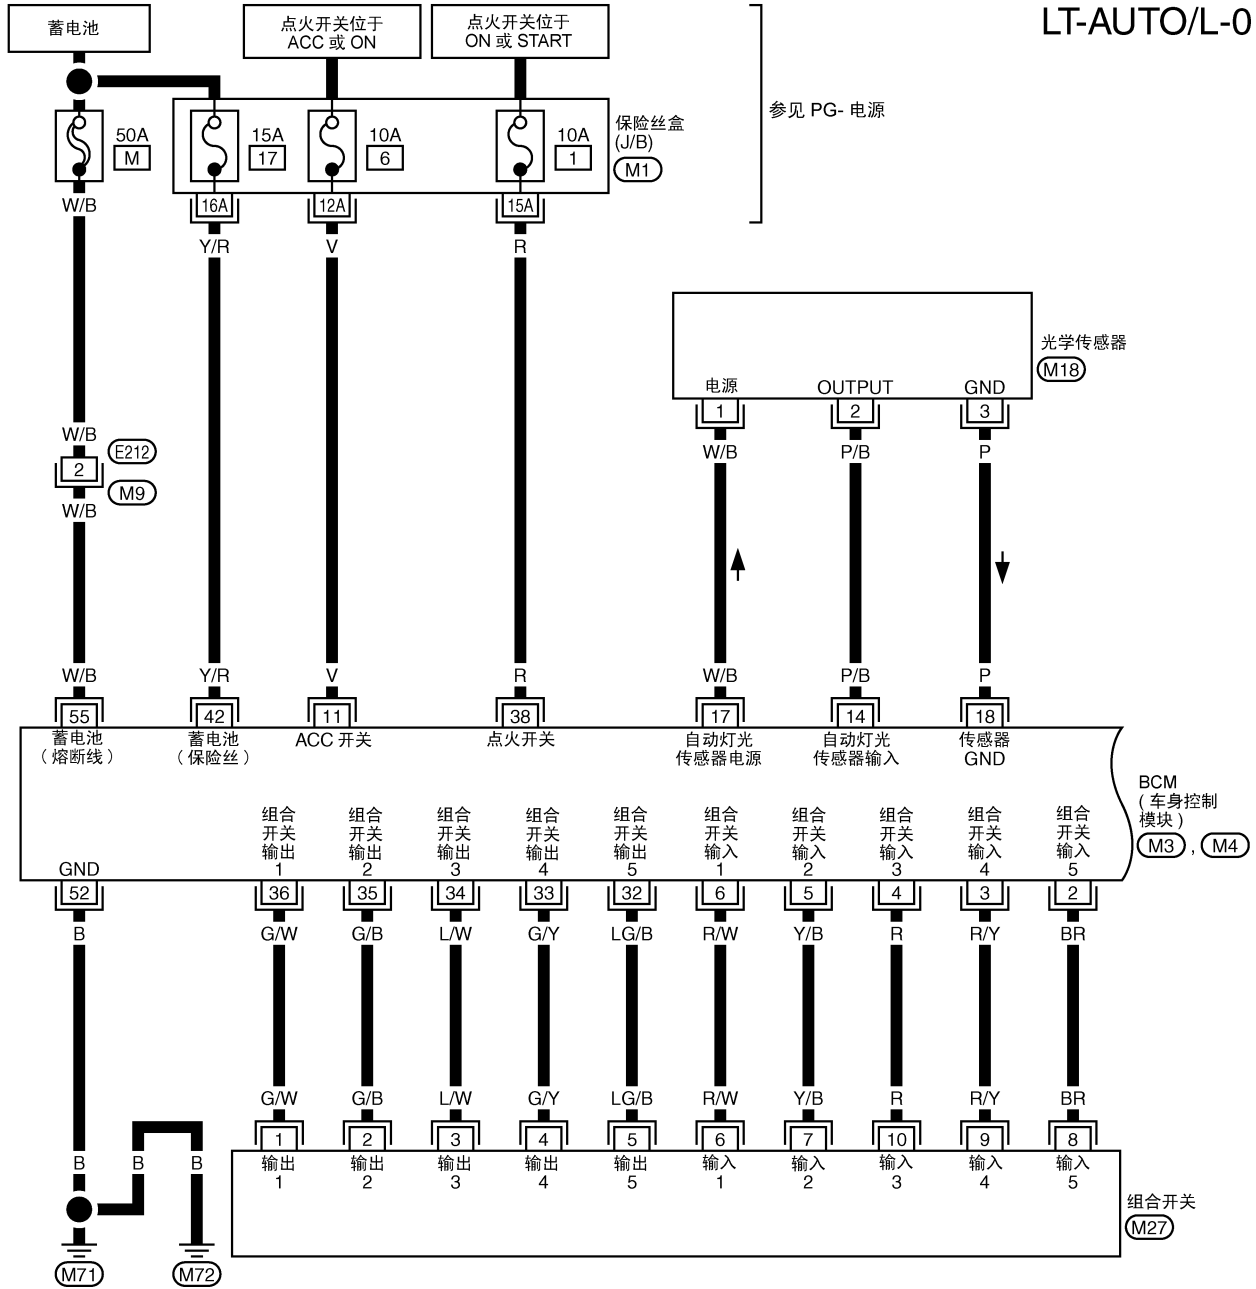 LT-AUTO/L-0
蓄电池
点火开关位于
ACC 或 ON
点火开关位于
ON 或 START
参见 PG- 电源
50A
M
15A
17
10A
6
10A
1
保险丝盒
(J/B)
M1
W/B
16A
12A
15A
Y/R
V
R
光学传感器
M18
电源
OUTPUT
GND
1
2
3
W/B
P/B
P
W/B
E212
2
M9
W/B
W/B
Y/R
V
R
W/B
P/B
P
55
42
11
38
17
14
18
蓄电池
(熔断线)
蓄电池
(保险丝)
ACC 开关
点火开关
自动灯光
传感器电源
自动灯光
传感器输入
传感器
GND
BCM
(车身控制
模块)
M3 , M4
组合
开关
输出
1
组合
开关
输出
2
组合
开关
输出
3
组合
开关
输出
4
组合
开关
输出
5
组合
开关
输入
1
组合
开关
输入
2
组合
开关
输入
3
组合
开关
输入
4
组合
开关
输入
5
GND
52
36
35
34
33
32
6
5
4
3
2
B
G/W
G/B
L/W
G/Y
LG/B
R/W
Y/B
R
R/Y
BR
G/W
G/B
L/W
G/Y
LG/B
R/W
Y/B
R
R/Y
BR
1
2
3
4
5
6
7
10
9
8
B
B
B
输出
1
输出
2
输出
3
输出
4
输出
5
输入
1
输入
2
输入
3
输入
4
输入
5
组合开关
M27
M71
M72